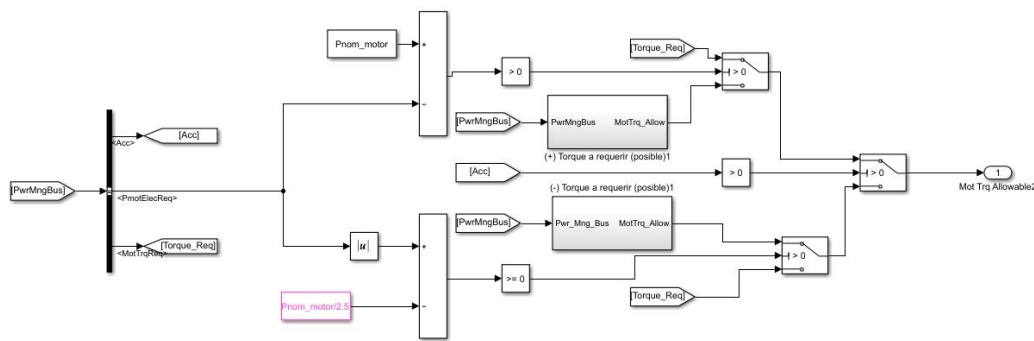 Pnom_motor
+
−
> 0
[Torque_Req]
> 0
[PwrMngBus]
PwrMngBus
MotTrq_Allow
(+) Torque a requerir (posible)1
[Acc]
<Acc>
[PwrMngBus]
<PmotElecReq>
[Acc]
> 0
> 0
1
Mot Trq Allowable2
(-) Torque a requerir (posible)1
[PwrMngBus]
Pwr_Mng_Bus
MotTrq_Allow
[Torque_Req]
<MotTrqReq>
|u|
+
−
>= 0
> 0
Pnom_motor/2.5
[Torque_Req]